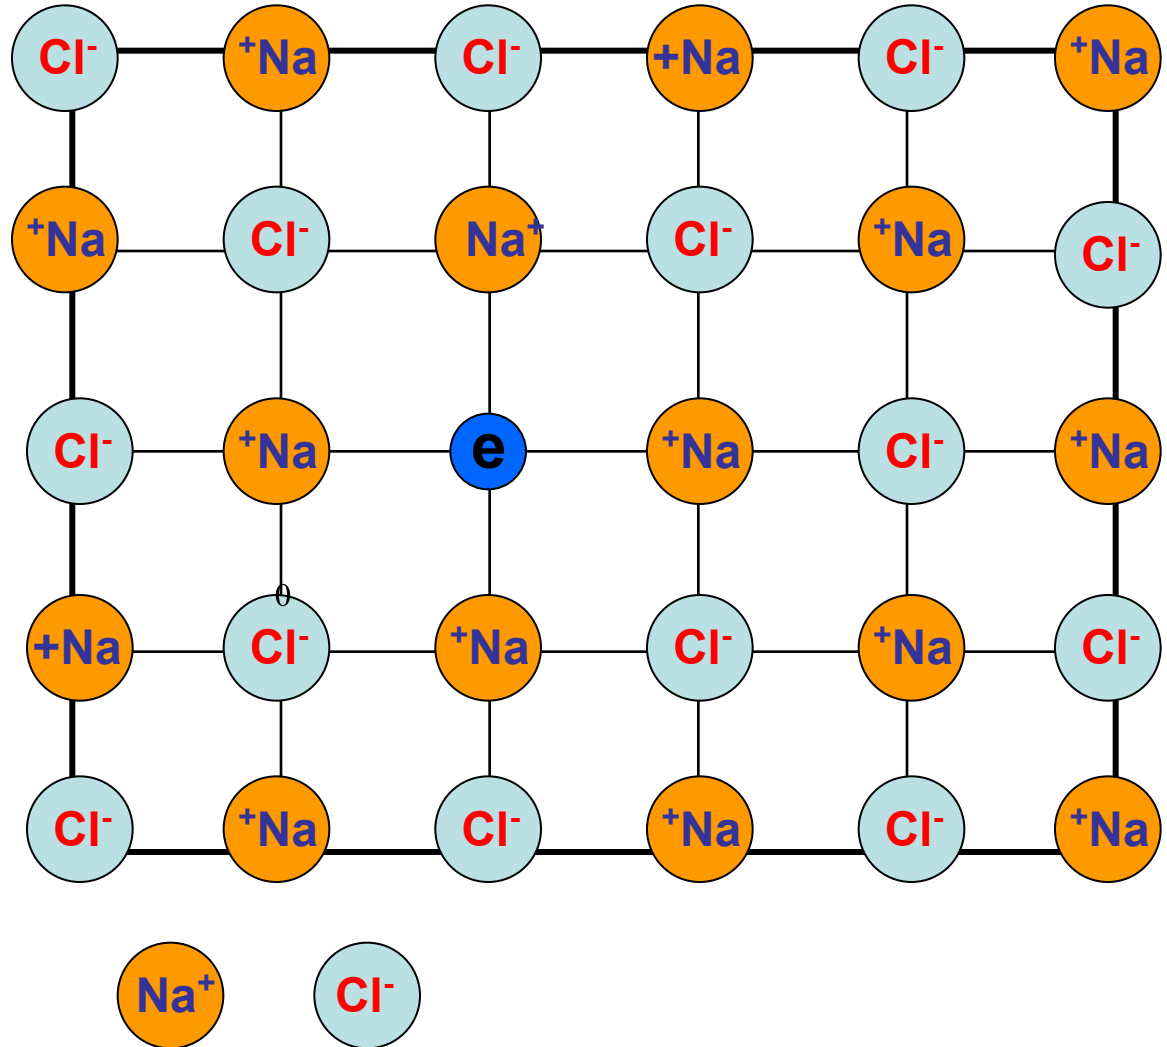 Cl⁻ ⁺Na Cl⁻ +Na Cl⁻ ⁺Na
⁺Na Cl⁻ Na⁺ Cl⁻ ⁺Na Cl⁻
Cl⁻ ⁺Na e ⁺Na Cl⁻ ⁺Na
0
+Na Cl⁻ ⁺Na Cl⁻ ⁺Na Cl⁻
Cl⁻ ⁺Na Cl⁻ ⁺Na Cl⁻ ⁺Na
Na⁺ Cl⁻